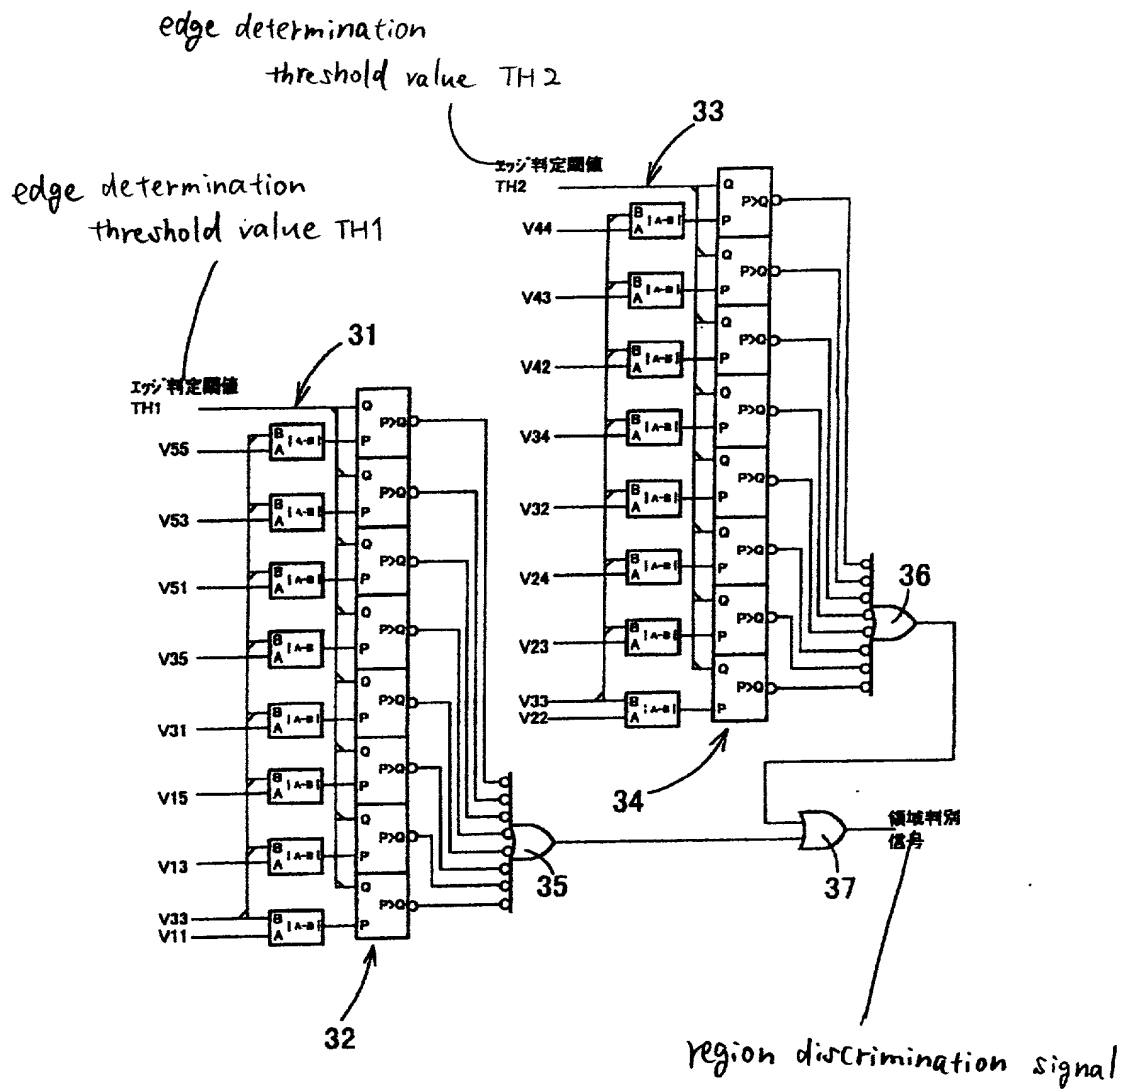 edge determination
threshold value TH2
33
エッジ判定閾値
TH2
Q
P>Q
P
B
A
|A-B|
V44
Q
P>Q
P
B
A
|A-B|
V43
Q
P>Q
P
B
A
|A-B|
V42
Q
P>Q
P
B
A
|A-B|
V34
Q
P>Q
P
B
A
|A-B|
V32
Q
P>Q
P
B
A
|A-B|
V24
Q
P>Q
P
B
A
|A-B|
V23
Q
P>Q
P
V33
V22
B
A
|A-B|
34
36
edge determination
threshold value TH1
31
エッジ判定閾値
TH1
Q
P>Q
P
B
A
|A-B|
V55
Q
P>Q
P
B
A
|A-B|
V53
Q
P>Q
P
B
A
|A-B|
V51
Q
P>Q
P
B
A
|A-B
V35
Q
P>Q
P
B
A
|A-B|
V31
Q
P>Q
P
B
A
|A-B|
V15
Q
P>Q
P
B
A
|A-B|
V13
Q
P>Q
P
V33
V11
B
A
|A-B|
32
35
37
領域判別
信号
region discrimination signal